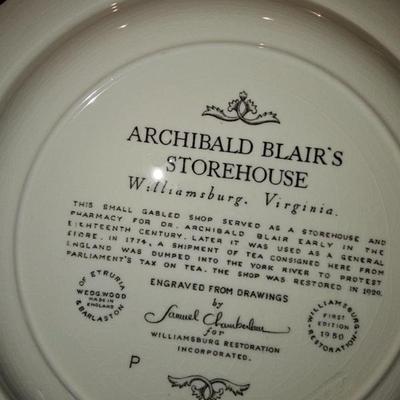 ARCHIBALD BLAIR'S
STOREHOUSE
Williamsburg, Virginia.
THIS SMALL GABLED SHOP SERVED AS A STOREHOUSE AND
PHARMACY FOR DR. ARCHIBALD BLAIR EARLY IN THE
EIGHTEENTH CENTURY. LATER IT WAS USED AS A GENERAL
STORE. IN 1774, A SHIPMENT OF TEA CONSIGNED HERE FROM
ENGLAND WAS DUMPED INTO THE YORK RIVER TO PROTEST
PARLIAMENT'S TAX ON TEA. THE SHOP WAS RESTORED IN 1929.
ENGRAVED FROM DRAWINGS
by
Samuel Chamberlain
for
WILLIAMSBURG RESTORATION
INCORPORATED.
OF ETRURIA
WEDGWOOD
MADE IN
ENGLAND
& BARLASTON
WILLIAMSBURG
FIRST
EDITION
1950
RESTORATION
P